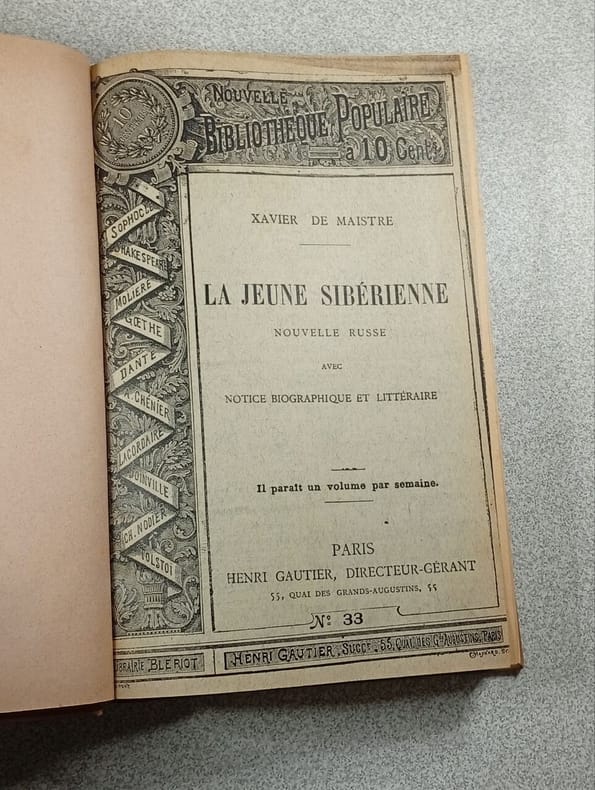 NOUVELLE
BIBLIOTHÈQUE POPULAIRE
à 10 Cents
10
SOPHOCLE
SHAKESPEARE
MOLIÈRE
GŒTHE
DANTE
A. CHÉNIER
LACORDAIRE
JOINVILLE
CH. NODIER
TOLSTOÏ
XAVIER DE MAISTRE
LA JEUNE SIBÉRIENNE
NOUVELLE RUSSE
AVEC
NOTICE BIOGRAPHIQUE ET LITTÉRAIRE
Il paraît un volume par semaine.
PARIS
HENRI GAUTIER, DIRECTEUR-GÉRANT
55, QUAI DES GRANDS-AUGUSTINS, 55
No 33
LIBRAIRIE BLÉRIOT
HENRI GAUTIER, Succr, 55, QUAI DES Gds AUGUSTINS, PARIS